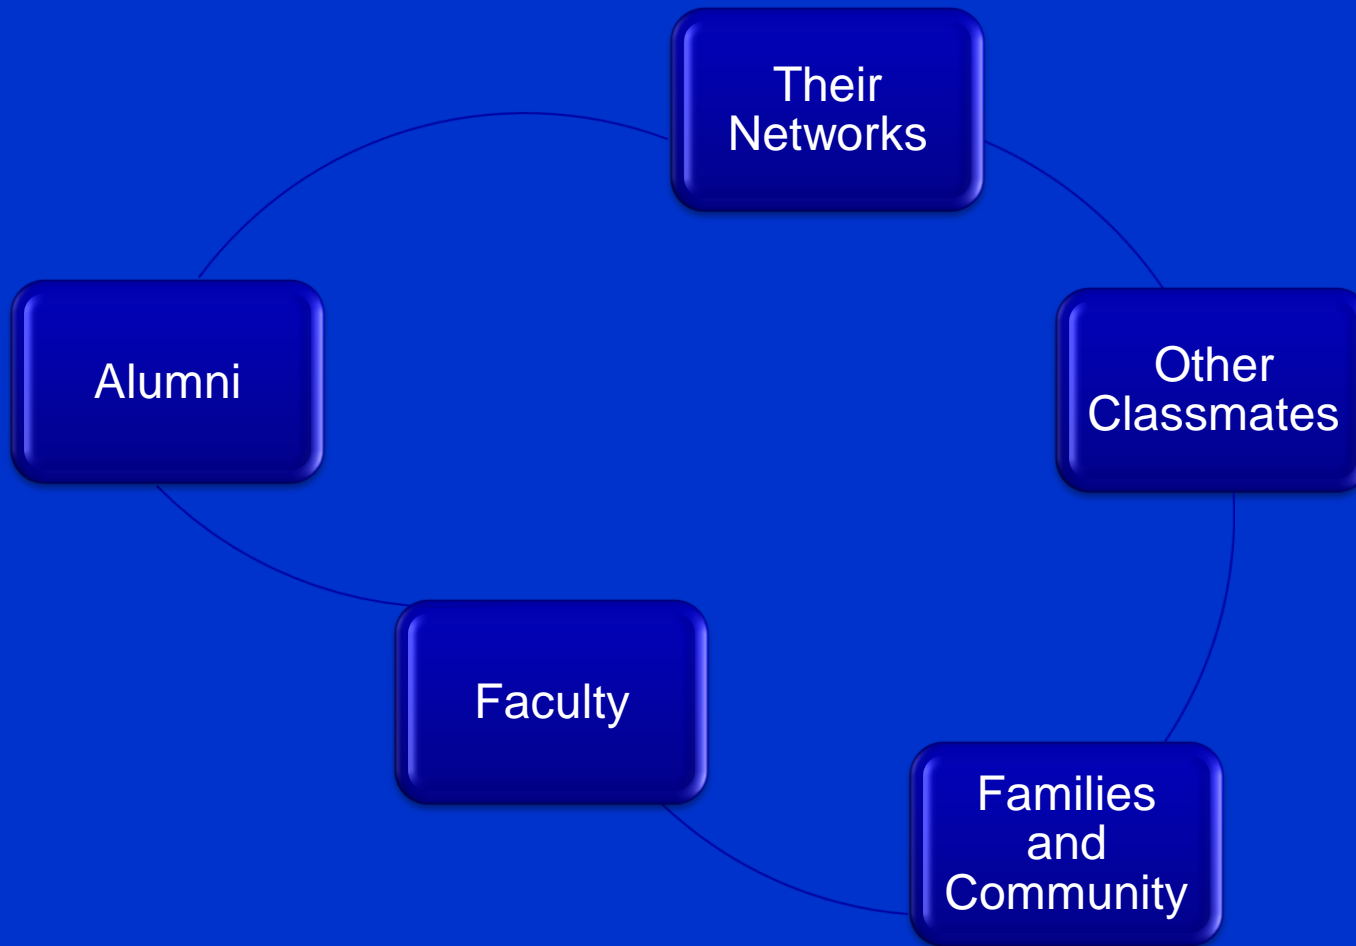 Their
Networks
Other
Classmates
Alumni
Faculty
Families
and
Community